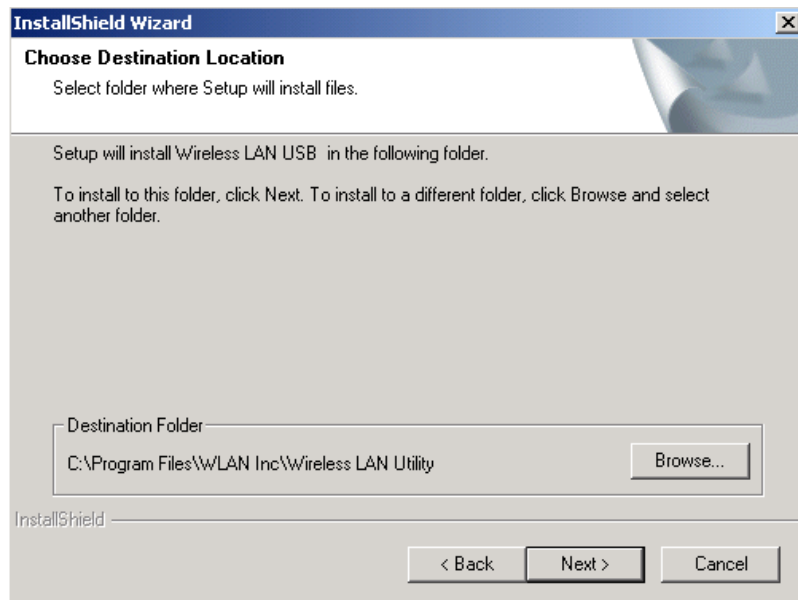 InstallShield Wizard
Choose Destination Location
Select folder where Setup will install files.
Setup will install Wireless LAN USB  in the following folder.
To install to this folder, click Next. To install to a different folder, click Browse and select
another folder.
Destination Folder
C:\Program Files\WLAN Inc\Wireless LAN Utility
Browse...
InstallShield
< Back
Next >
Cancel